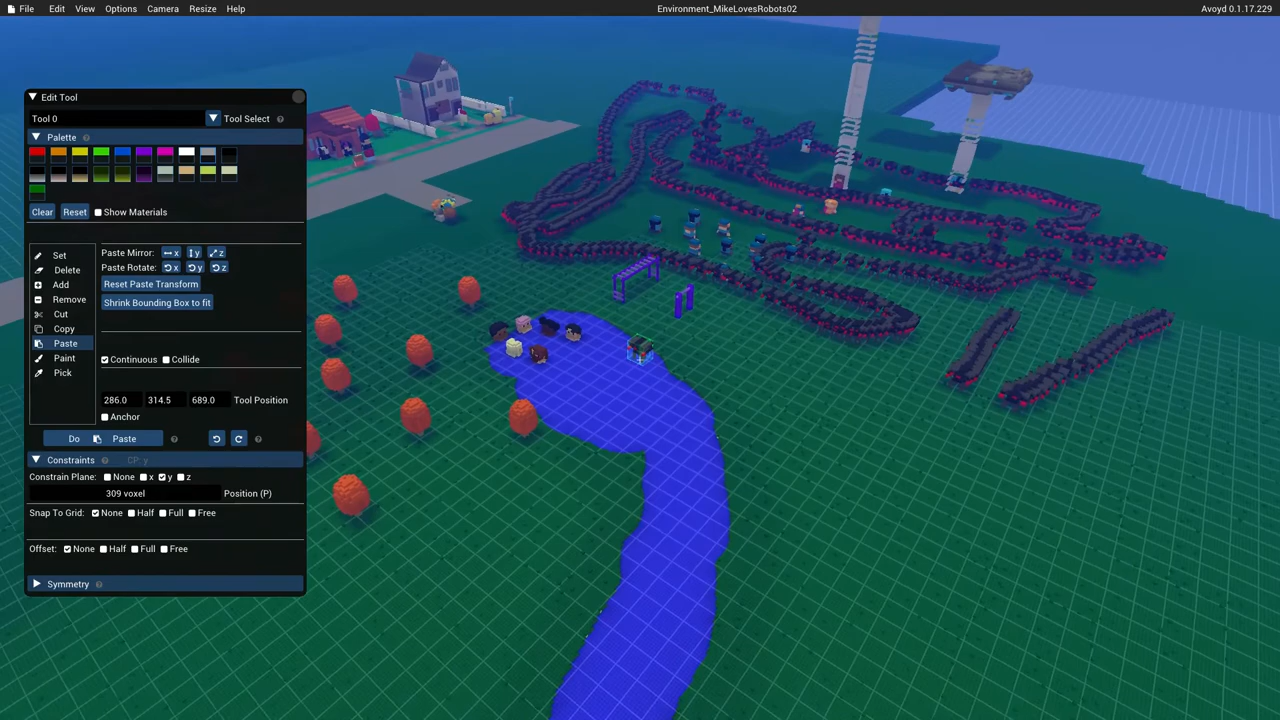 File Edit View Options Camera Resize Help Environment_MikeLovesRobots02 Avoyd 0.1.17.229
Edit Tool
Tool 0 Tool Select ?
Palette ?
Clear Reset Show Materials
Set Paste Mirror: x y z
Delete Paste Rotate: x y z
Add Reset Paste Transform
Remove Shrink Bounding Box to fit
Cut
Copy
Paste
Paint Continuous Collide
Pick
286.0 314.5 689.0 Tool Position
Anchor
Do Paste ? ?
Constraints ? CP: y
Constrain Plane: None x y z
309 voxel Position (P)
Snap To Grid: None Half Full Free
Offset: None Half Full Free
Symmetry ?